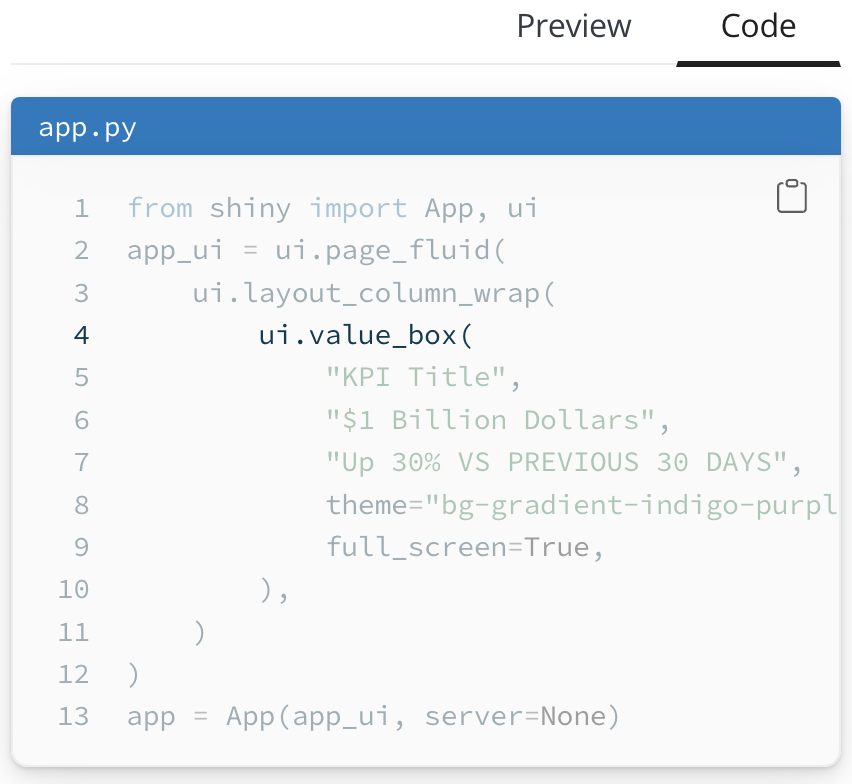 Preview Code
app.py
1 from shiny import App, ui
2 app_ui = ui.page_fluid(
3     ui.layout_column_wrap(
4         ui.value_box(
5             "KPI Title",
6             "$1 Billion Dollars",
7             "Up 30% VS PREVIOUS 30 DAYS",
8             theme="bg-gradient-indigo-purpl
9             full_screen=True,
10         ),
11     )
12 )
13 app = App(app_ui, server=None)